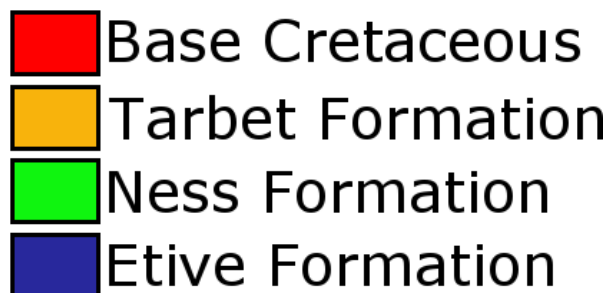 Base Cretaceous
Tarbet Formation
Ness Formation
Etive Formation